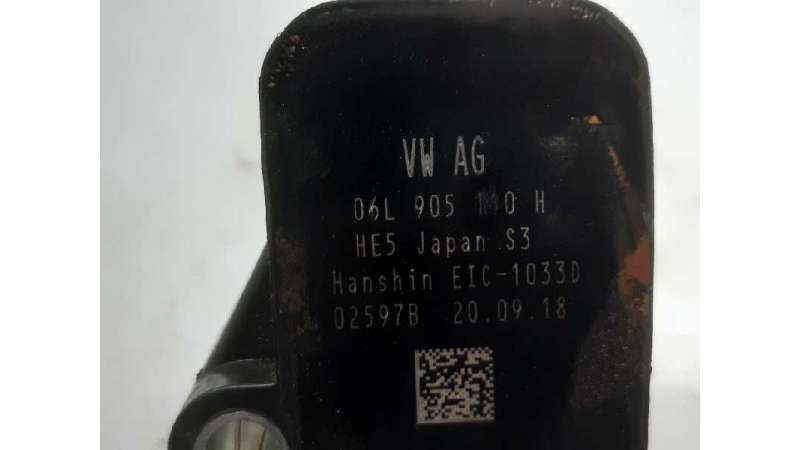 VW AG
06L 905 110 H
HE5 Japan S3
Hanshin EIC-1033D
02597B 20.09.18